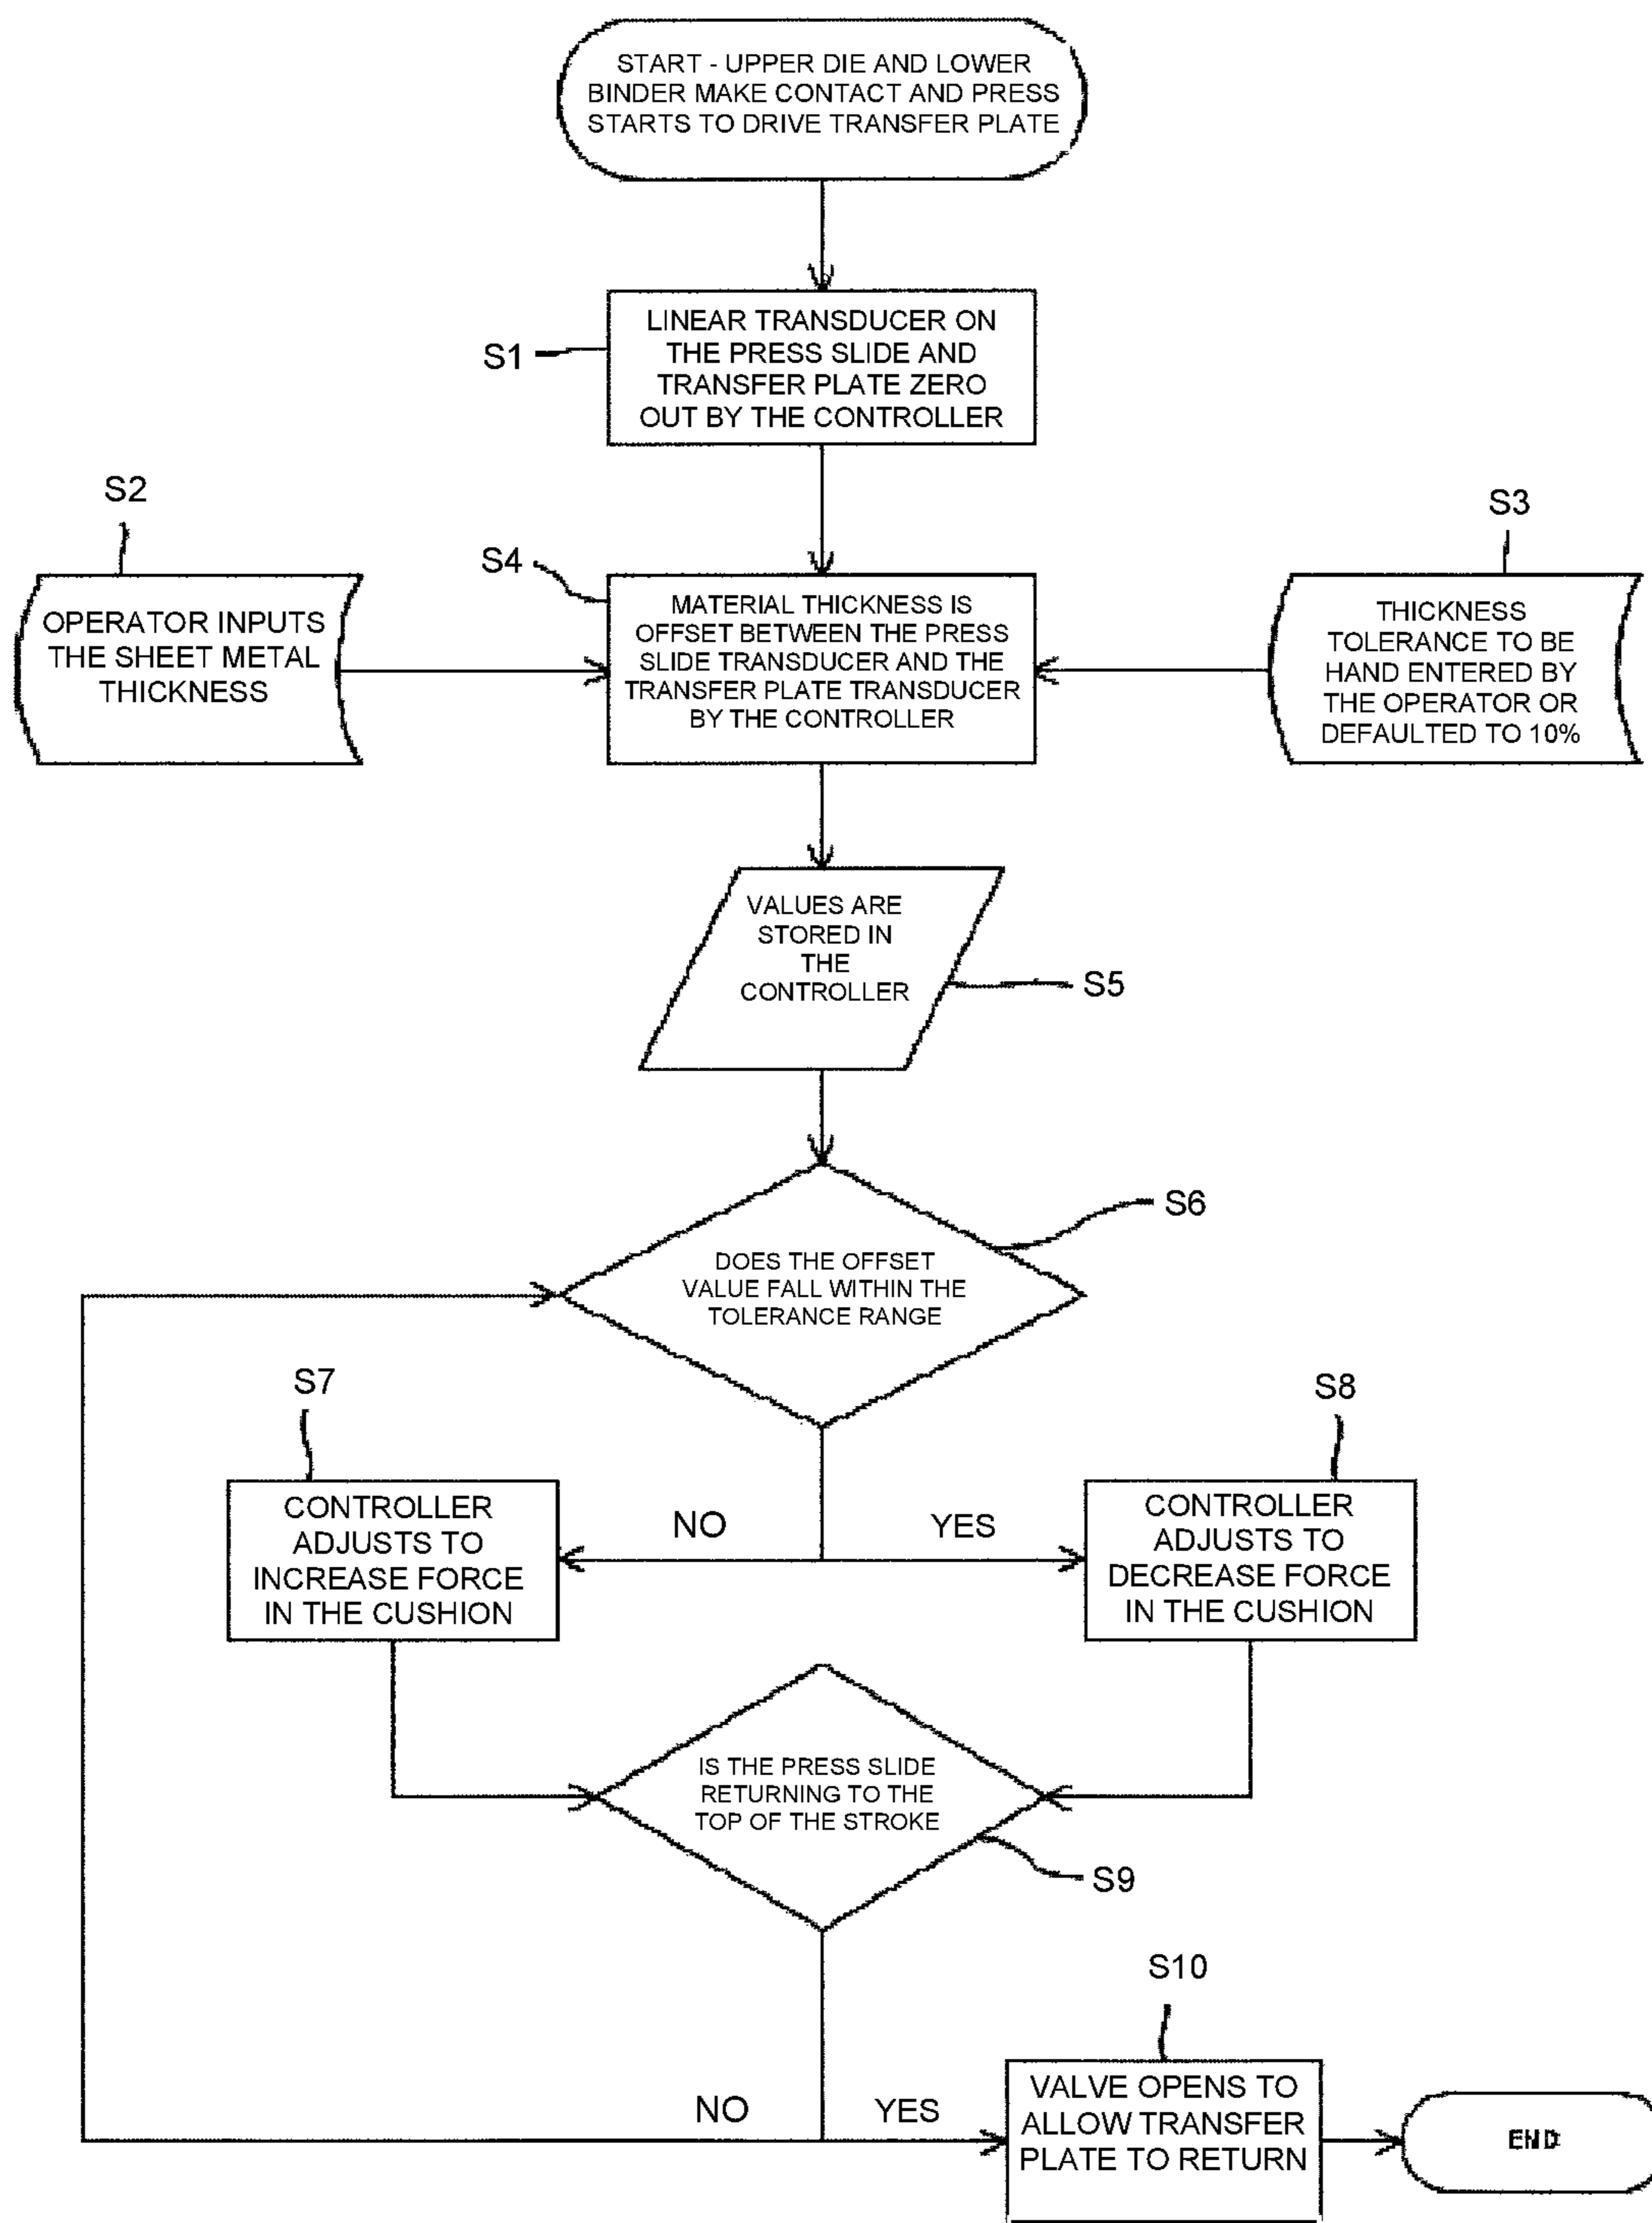 START - UPPER DIE AND LOWER
BINDER MAKE CONTACT AND PRESS
STARTS TO DRIVE TRANSFER PLATE
S1
LINEAR TRANSDUCER ON
THE PRESS SLIDE AND
TRANSFER PLATE ZERO
OUT BY THE CONTROLLER
S2
OPERATOR INPUTS
THE SHEET METAL
THICKNESS
S4
MATERIAL THICKNESS IS
OFFSET BETWEEN THE PRESS
SLIDE TRANSDUCER AND THE
TRANSFER PLATE TRANSDUCER
BY THE CONTROLLER
S3
THICKNESS
TOLERANCE TO BE
HAND ENTERED BY
THE OPERATOR OR
DEFAULTED TO 10%
VALUES ARE
STORED IN
THE
CONTROLLER
S5
S6
DOES THE OFFSET
VALUE FALL WITHIN THE
TOLERANCE RANGE
S7
CONTROLLER
ADJUSTS TO
INCREASE FORCE
IN THE CUSHION
NO
YES
S8
CONTROLLER
ADJUSTS TO
DECREASE FORCE
IN THE CUSHION
IS THE PRESS SLIDE
RETURNING TO THE
TOP OF THE STROKE
S9
NO
YES
S10
VALVE OPENS TO
ALLOW TRANSFER
PLATE TO RETURN
END